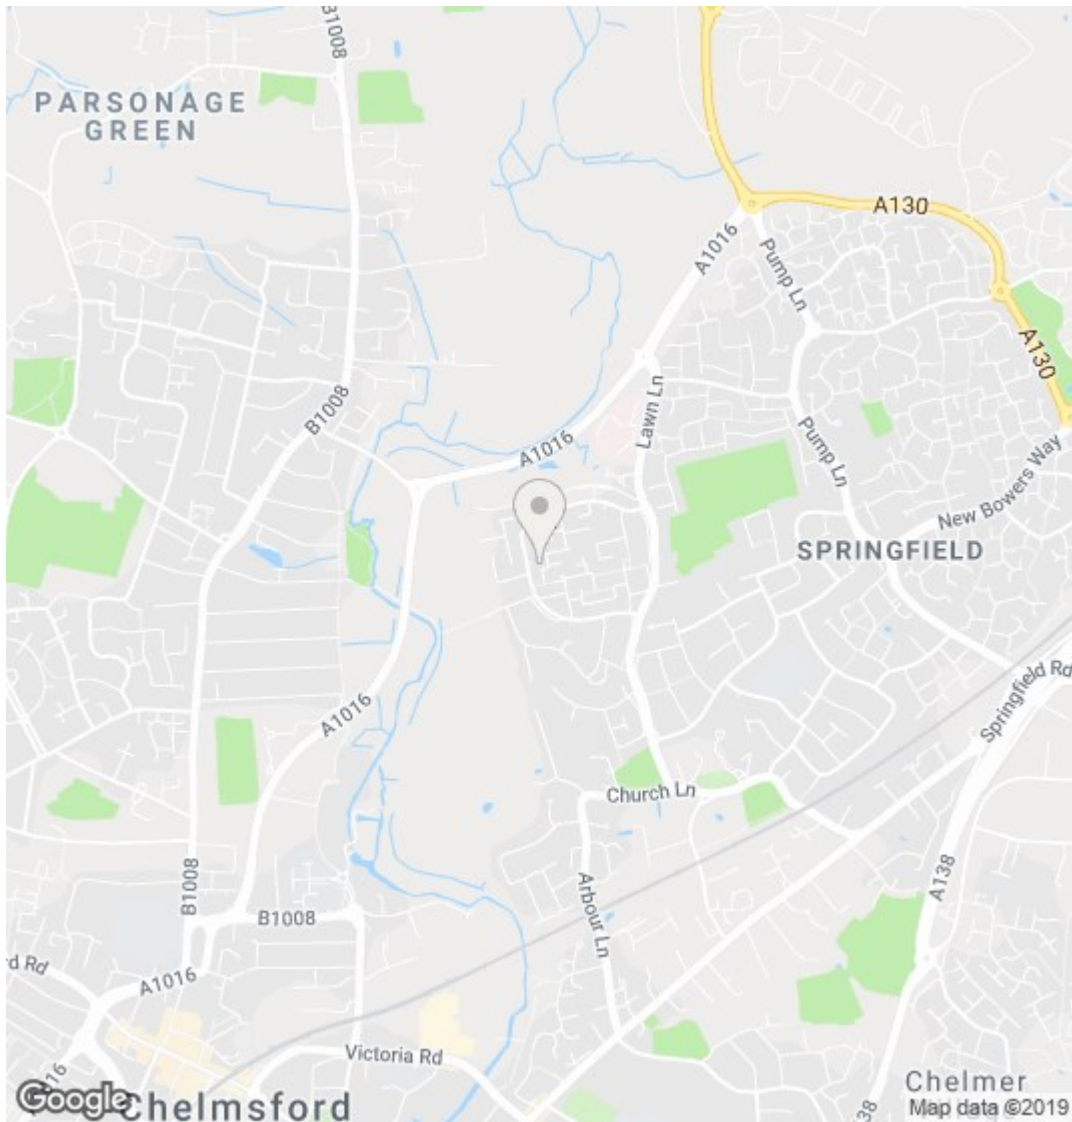 B1008
PARSONAGE
GREEN
A130
A1016
Pump Ln
A130
Lawn Ln
B1008
Pump Ln
A1016
New Bowers Way
SPRINGFIELD
Springfield Rd
A1016
Church Ln
A138
B1008
Arbour Ln
B1008
rd Rd
A1016
Victoria Rd
Chelmer
Google
Chelmsford
Map data ©2019